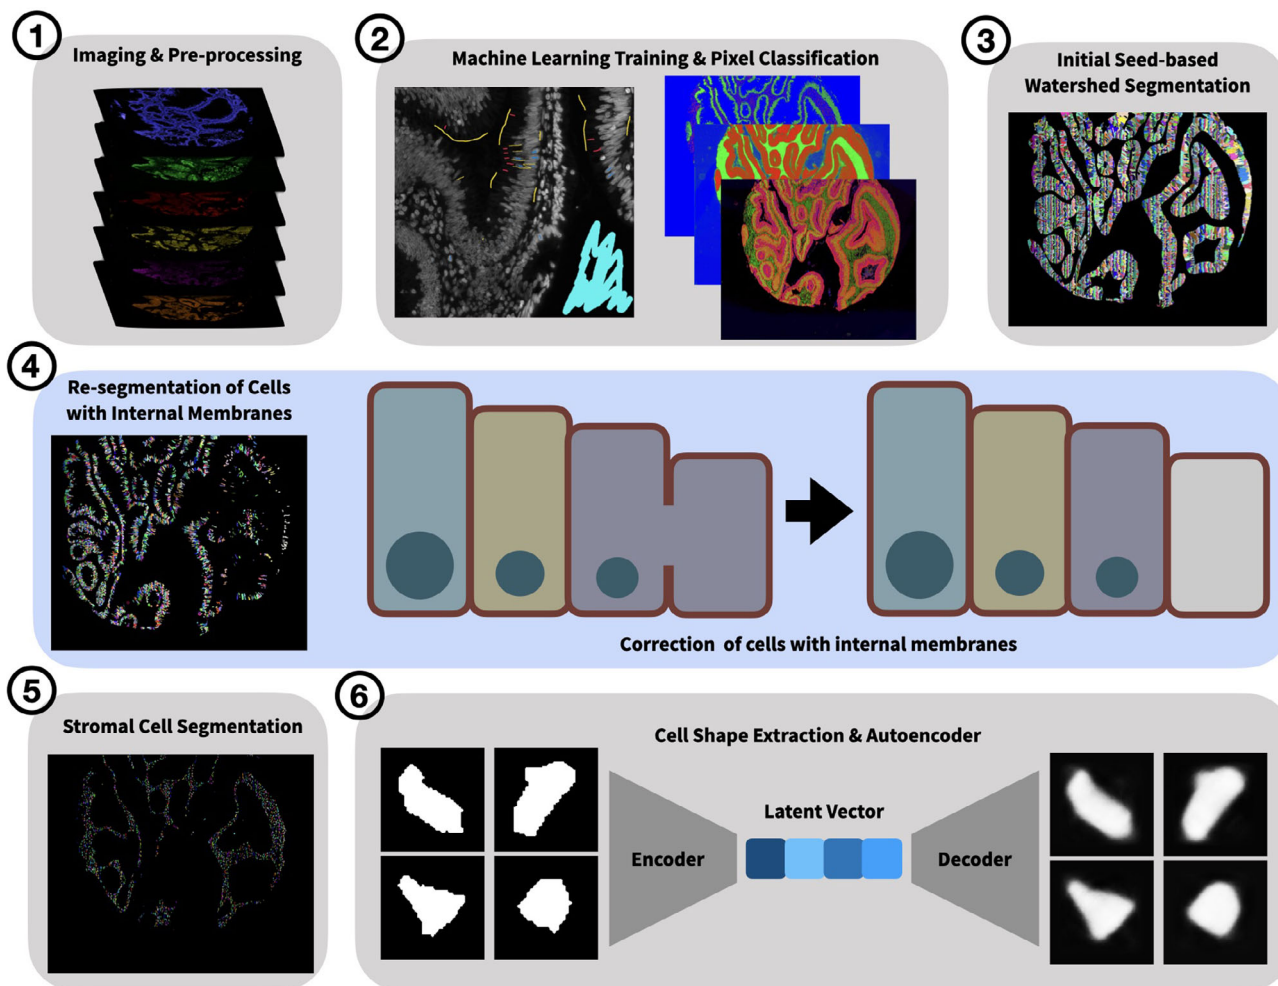 1
Imaging & Pre-processing
2
Machine Learning Training & Pixel Classification
3
Initial Seed-based
Watershed Segmentation
4
Re-segmentation of Cells
with Internal Membranes
Correction of cells with internal membranes
5
Stromal Cell Segmentation
6
Cell Shape Extraction & Autoencoder
Encoder
Latent Vector
Decoder